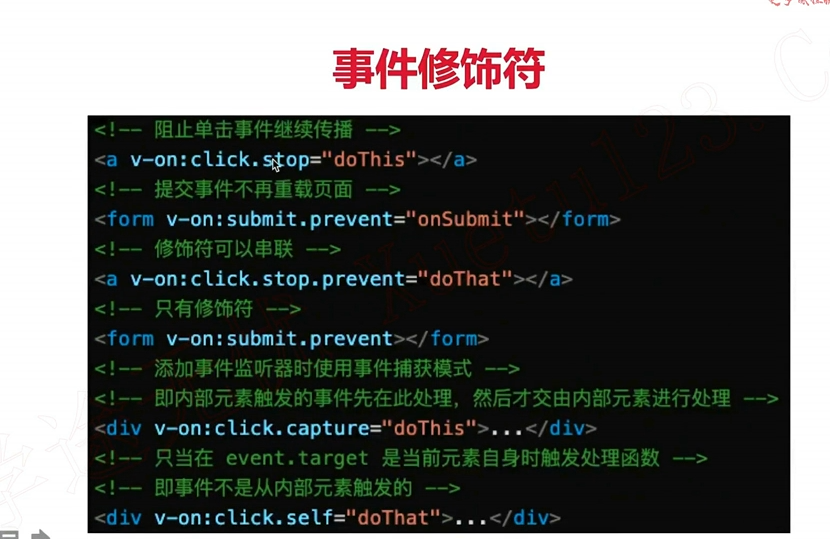 事件修饰符
<!-- 阻止单击事件继续传播 -->
<a v-on:click.stop="doThis"></a>
<!-- 提交事件不再重载页面 -->
<form v-on:submit.prevent="onSubmit"></form>
<!-- 修饰符可以串联 -->
<a v-on:click.stop.prevent="doThat"></a>
<!-- 只有修饰符 -->
<form v-on:submit.prevent></form>
<!-- 添加事件监听器时使用事件捕获模式 -->
<!-- 即内部元素触发的事件先在此处理，然后才交由内部元素进行处理 -->
<div v-on:click.capture="doThis">...</div>
<!-- 只当在 event.target 是当前元素自身时触发处理函数 -->
<!-- 即事件不是从内部元素触发的 -->
<div v-on:click.self="doThat">...</div>